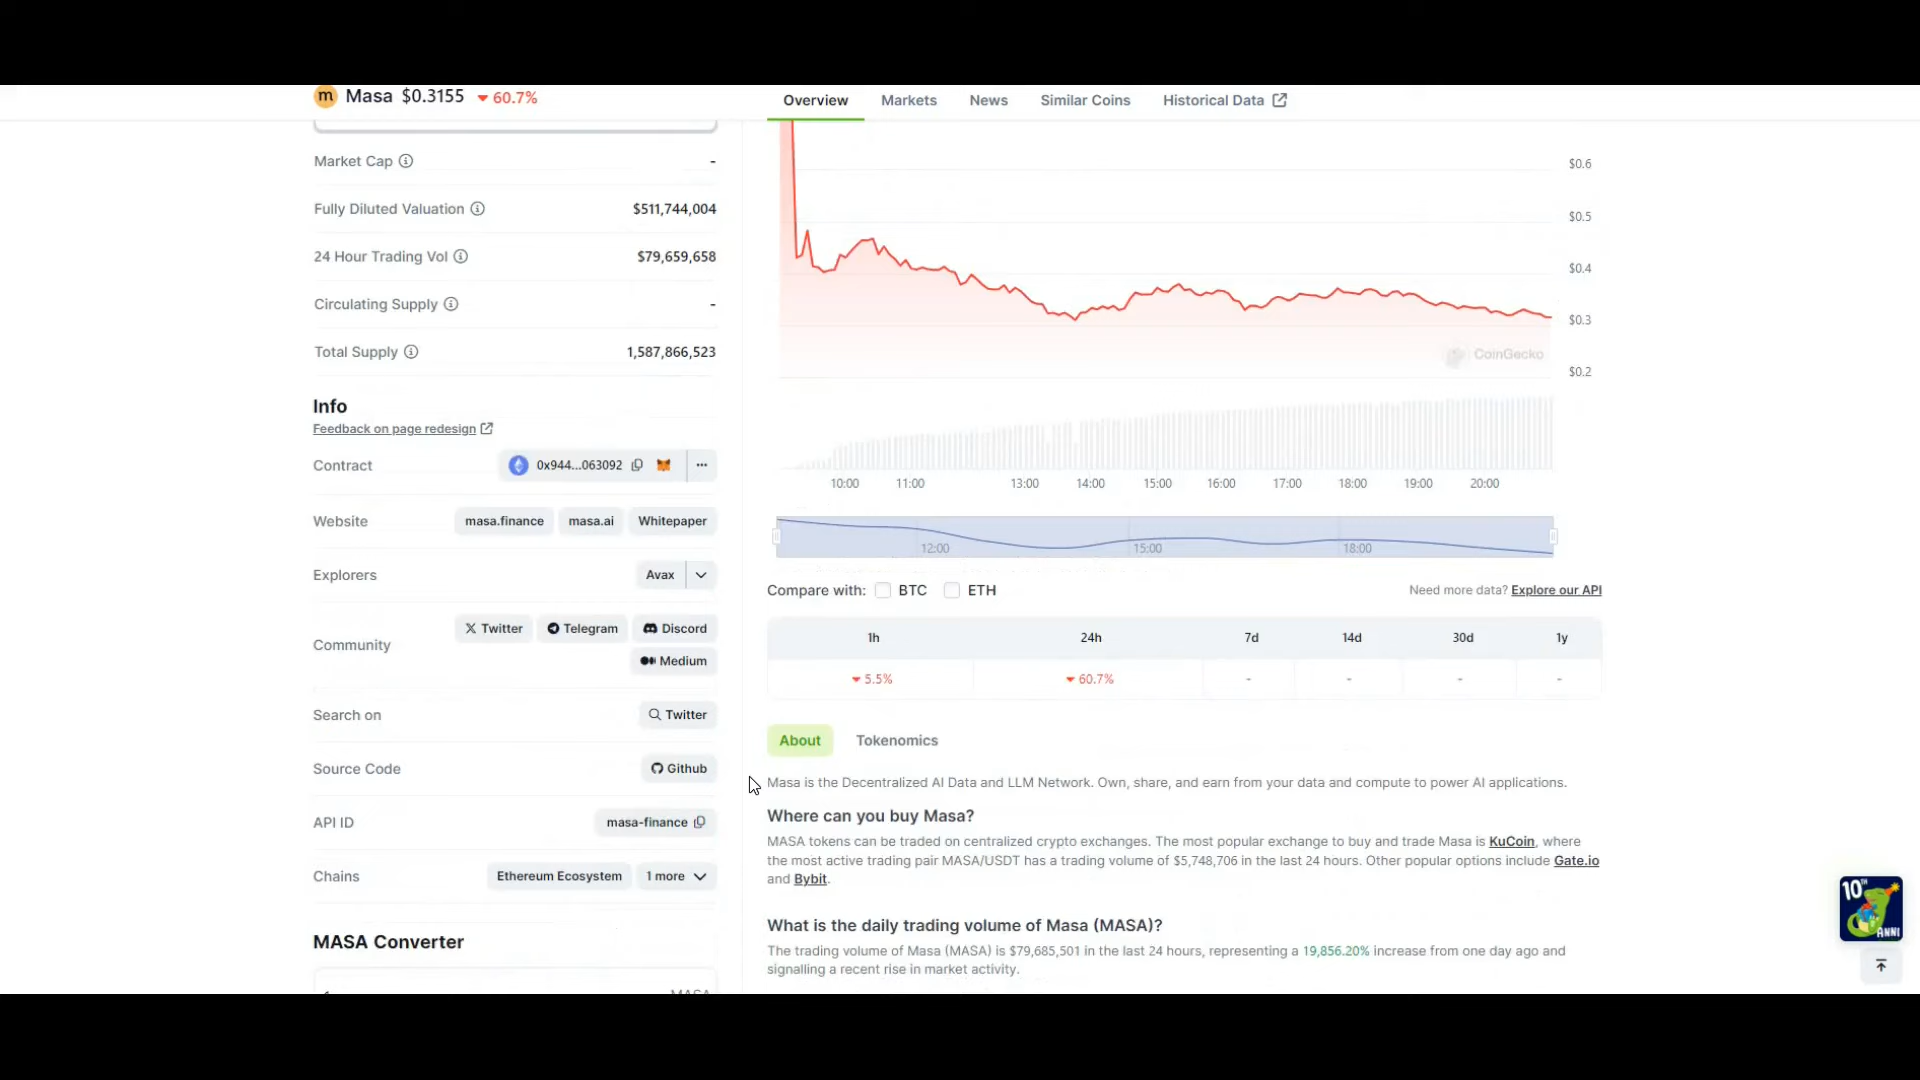 m Masa $0.3155 60.7%
Overview Markets News Similar Coins Historical Data
Market Cap -
Fully Diluted Valuation $511,744,004
24 Hour Trading Vol $79,659,658
Circulating Supply -
Total Supply 1,587,866,523
Info
Feedback on page redesign
Contract 0x944...063092 ...
Website masa.finance masa.ai Whitepaper
Explorers Avax
Community Twitter Telegram Discord
Medium
Search on Twitter
Source Code Github
API ID masa-finance
Chains Ethereum Ecosystem 1 more
MASA Converter
MASA
$0.6
$0.5
$0.4
$0.3
CoinGecko
$0.2
10:00 11:00 13:00 14:00 15:00 16:00 17:00 18:00 19:00 20:00
12:00 15:00 18:00
Compare with: BTC ETH Need more data? Explore our API
1h 24h 7d 14d 30d 1y
5.5% 60.7% - - - -
About Tokenomics
Masa is the Decentralized AI Data and LLM Network. Own, share, and earn from your data and compute to power AI applications.
Where can you buy Masa?
MASA tokens can be traded on centralized crypto exchanges. The most popular exchange to buy and trade Masa is KuCoin, where
the most active trading pair MASA/USDT has a trading volume of $5,748,706 in the last 24 hours. Other popular options include Gate.io
and Bybit.
What is the daily trading volume of Masa (MASA)?
The trading volume of Masa (MASA) is $79,685,501 in the last 24 hours, representing a 19,856.20% increase from one day ago and
signalling a recent rise in market activity.
10TH
ANNI